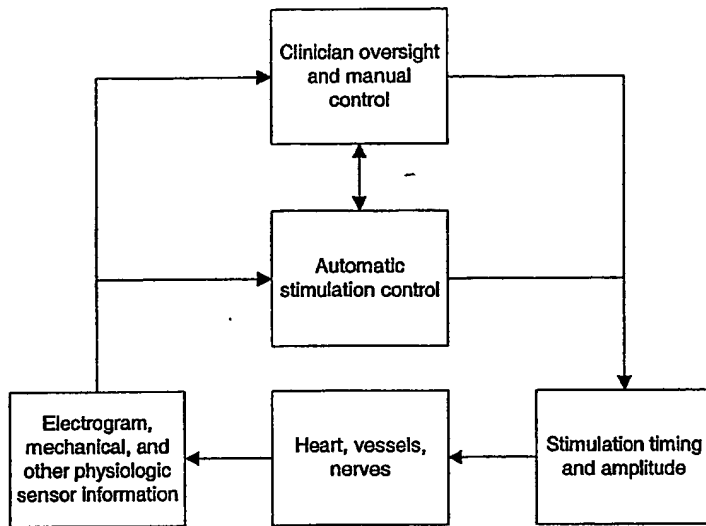 Clinician oversight
and manual
control
Automatic
stimulation control
Electrogram,
mechanical, and
other physiologic
sensor information
Heart, vessels,
nerves
Stimulation timing
and amplitude